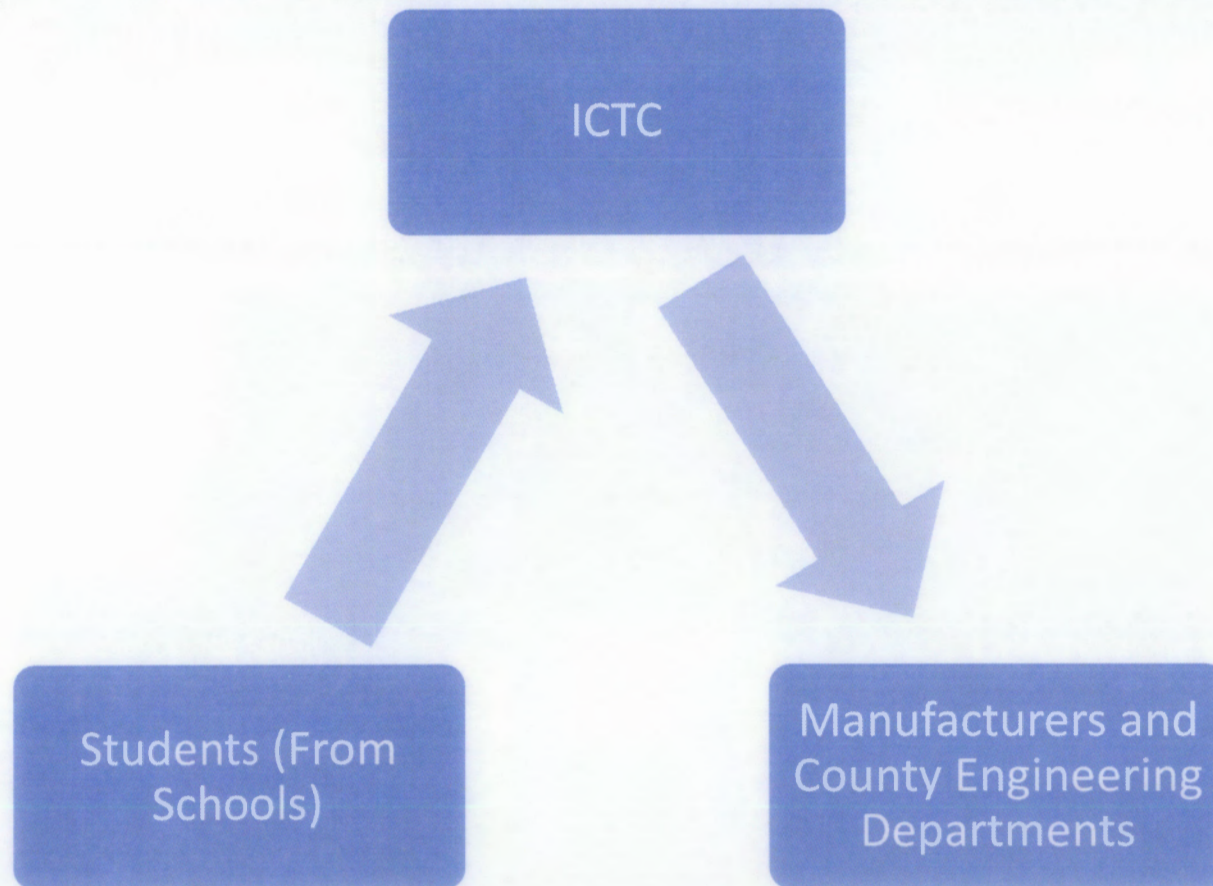 ICTC
Students (From
Schools)
Manufacturers and
County Engineering
Departments